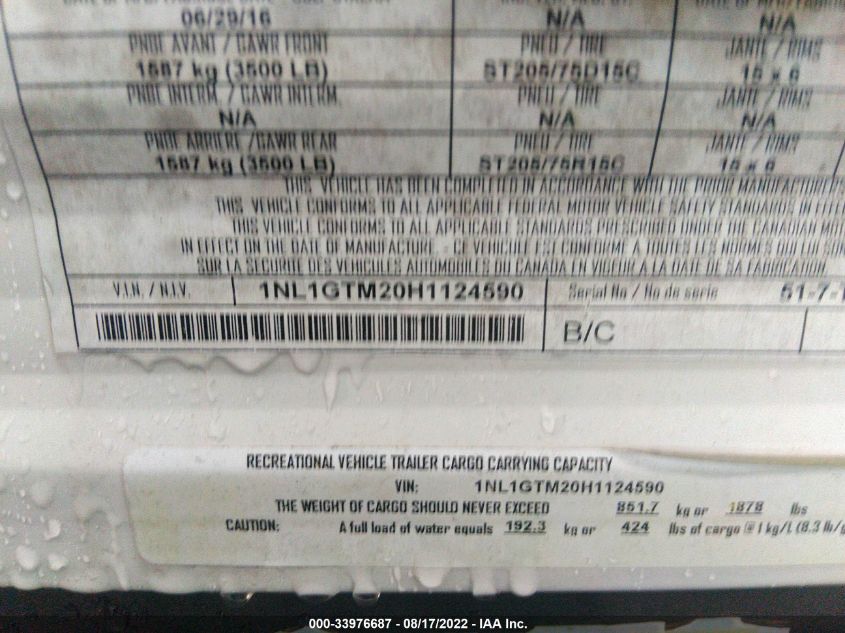 06/29/16 N/A N/A
PNBE AVANT / GAWR FRONT PNEU / TIRE JANTE / RIMS
1587 kg (3500 LB) ST205/75D15C 15 x 6
PNBE INTERM. / GAWR INTERM. PNEU / TIRE JANTE / RIMS
N/A N/A N/A
PNBE ARRIERE /GAWR REAR PNEU / TIRE JANTE / RIMS
1587 kg (3500 LB) ST205/75R15C 15 x 6
THIS VEHICLE HAS BEEN COMPLETED IN ACCORDANCE WITH THE PRIOR MANUFACTURERS
THIS VEHICLE CONFORMS TO ALL APPLICABLE FEDERAL MOTOR VEHICLE SAFETY STANDARDS IN
THIS VEHICLE CONFORMS TO ALL APPLICABLE STANDARDS PRESCRIBED UNDER THE CANADIAN
IN EFFECT ON THE DATE OF MANUFACTURE. - CE VEHICULE EST CONFORME A TOUTES LES NORMES QUI LUI
SUR LA SECURITE DES VEHICULES AUTOMOBILES DU CANADA EN VIGEUR A LA DATE DE SA FABRICATION.
V.I.N. / N.I.V. 1NL1GTM20H1124590 Serial No / No de serie 51-7-
B/C
RECREATIONAL VEHICLE TRAILER CARGO CARRYING CAPACITY
VIN: 1NL1GTM20H1124590
THE WEIGHT OF CARGO SHOULD NEVER EXCEED 851.7 kg or 1878 lbs
CAUTION: A full load of water equals 192.3 kg or 424 lbs of cargo @ 1 kg/L (8.3 lb/
000-33976687 - 08/17/2022 - IAA Inc.